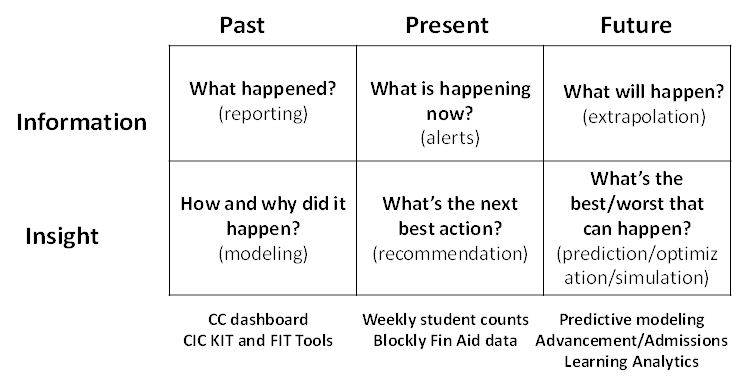 Past Present Future
Information
What happened?
(reporting)
What is happening
now?
(alerts)
What will happen?
(extrapolation)
Insight
How and why did it
happen?
(modeling)
What's the next
best action?
(recommendation)
What's the
best/worst that
can happen?
(prediction/optimiz
ation/simulation)
CC dashboard
CIC KIT and FIT Tools
Weekly student counts
Blockly Fin Aid data
Predictive modeling
Advancement/Admissions
Learning Analytics